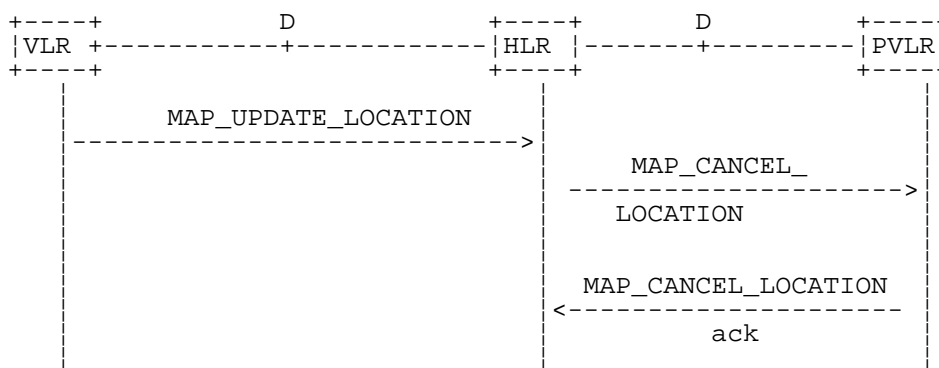 D D
VLR HLR PVLR
MAP_UPDATE_LOCATION
MAP_CANCEL_
LOCATION
MAP_CANCEL_LOCATION
ack